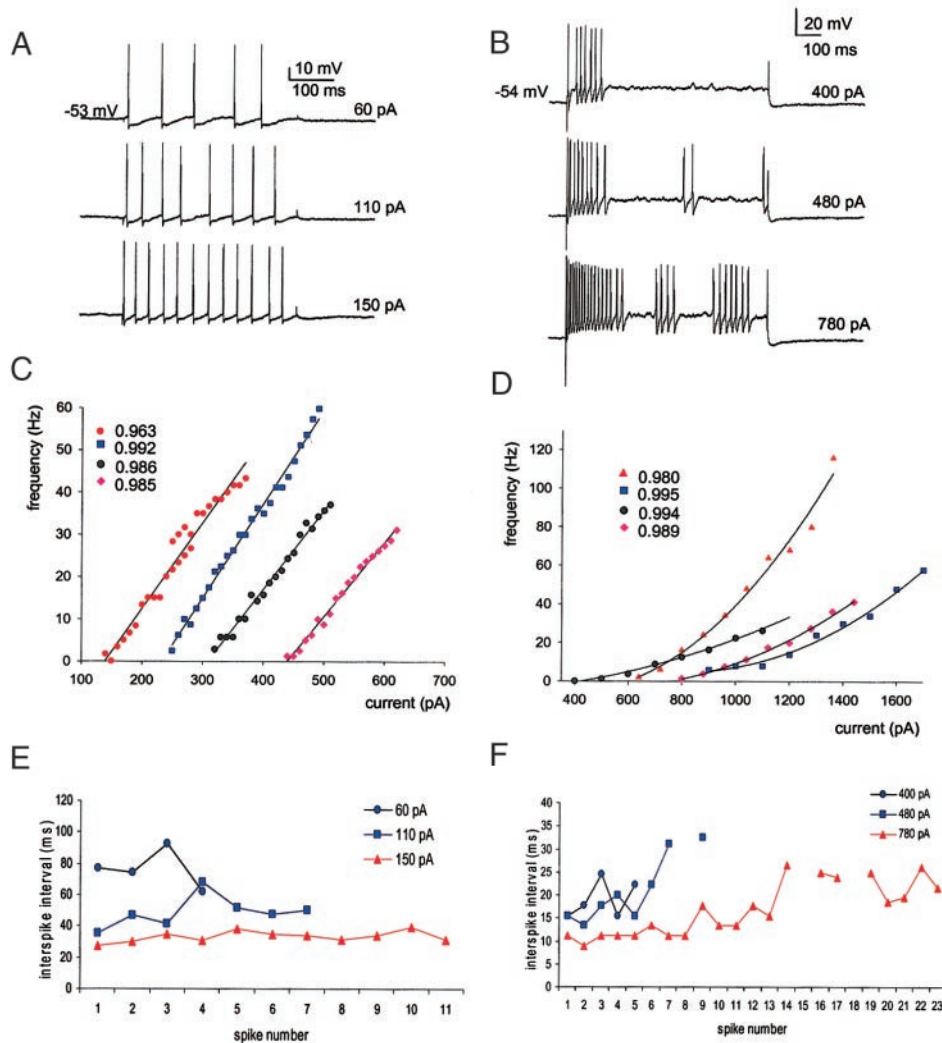 A
10 mV
100 ms
-53 mV
60 pA
110 pA
150 pA
B
20 mV
100 ms
-54 mV
400 pA
480 pA
780 pA
C
frequency (Hz)
60
50
40
30
20
10
0
0.963
0.992
0.986
0.985
100 200 300 400 500 600 700
current (pA)
D
frequency (Hz)
120
100
80
60
40
20
0
0.980
0.995
0.994
0.989
400 600 800 1000 1200 1400 1600
current (pA)
E
interspike interval (ms)
120
100
80
60
40
20
0
60 pA
110 pA
150 pA
1 2 3 4 5 6 7 8 9 10 11
spike number
F
interspike interval (ms)
40
35
30
25
20
15
10
5
0
400 pA
480 pA
780 pA
1 2 3 4 5 6 7 8 9 10 11 12 13 14 15 16 17 18 19 20 21 22 23
spike number